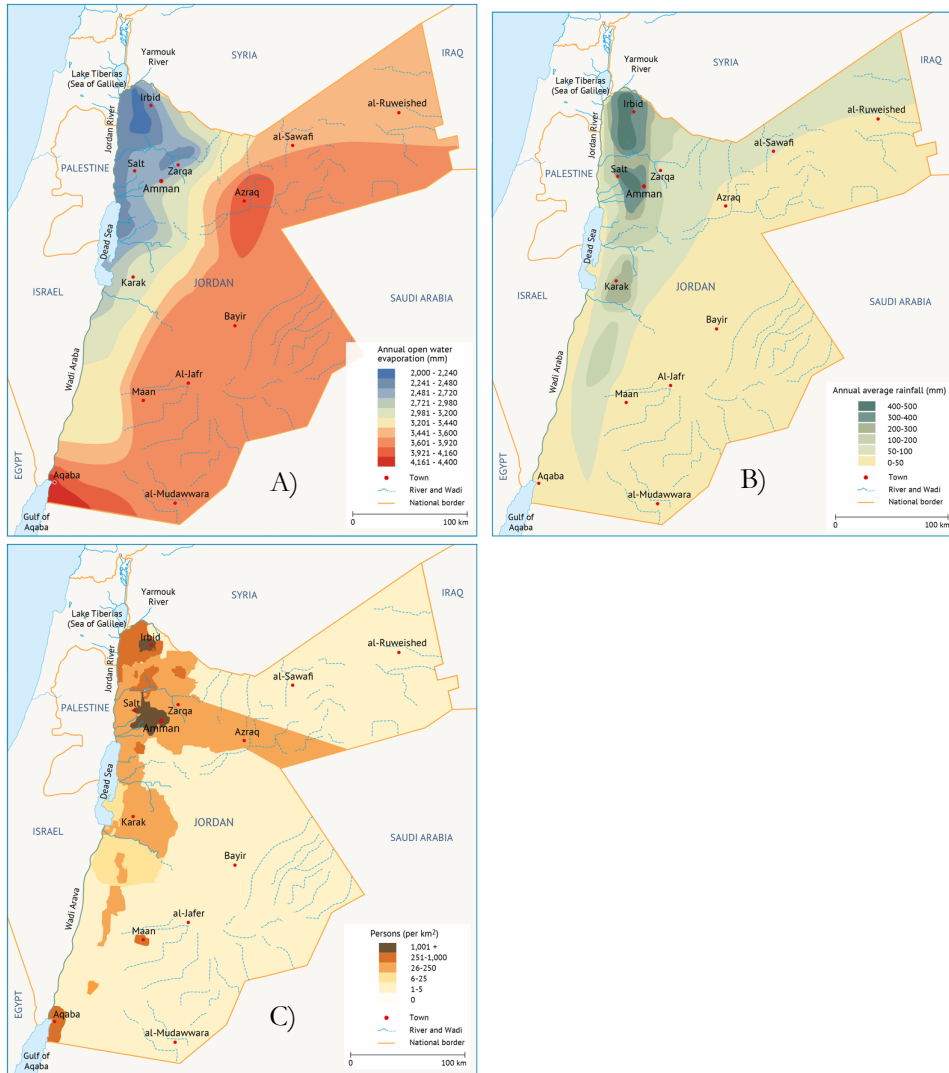 SYRIA
IRAQ
Yarmouk
River
Lake Tiberias
(Sea of Galilee)
Irbid
al-Ruweished
Jordan River
al-Sawafi
PALESTINE
Salt
Zarqa
Amman
Azraq
Dead Sea
Karak
ISRAEL
JORDAN
SAUDI ARABIA
Bayir
Wadi Araba
Al-Jafr
Maan
EGYPT
Aqaba
al-Mudawwara
Gulf of
Aqaba
Annual open water
evaporation (mm)
2,000 - 2,240
2,241 - 2,480
2,481 - 2,720
2,721 - 2,980
2,981 - 3,200
3,201 - 3,440
3,441 - 3,600
3,601 - 3,920
3,921 - 4,160
4,161 - 4,400
Town
River and Wadi
National border
0 100 km
A)
SYRIA
IRAQ
Yarmouk
River
Lake Tiberias
(Sea of Galilee)
Irbid
al-Ruweished
Jordan River
al-Sawafi
PALESTINE
Salt
Zarqa
Amman
Azraq
Dead Sea
Karak
ISRAEL
JORDAN
SAUDI ARABIA
Bayir
Wadi Araba
Al-Jafr
Maan
EGYPT
Aqaba
al-Mudawwara
Gulf of
Aqaba
Annual average rainfall (mm)
400-500
300-400
200-300
100-200
50-100
0-50
Town
River and Wadi
National border
0 100 km
B)
SYRIA
IRAQ
Yarmouk
River
Lake Tiberias
(Sea of Galilee)
Irbid
al-Ruweished
Jordan River
al-Sawafi
PALESTINE
Salt
Zarqa
Amman
Azraq
Dead Sea
Karak
ISRAEL
JORDAN
SAUDI ARABIA
Bayir
Wadi Arava
al-Jafer
Maan
EGYPT
Aqaba
al-Mudawwara
Gulf of
Aqaba
Persons (per km²)
1,001 +
251-1,000
26-250
6-25
1-5
0
Town
River and Wadi
National border
0 100 km
C)